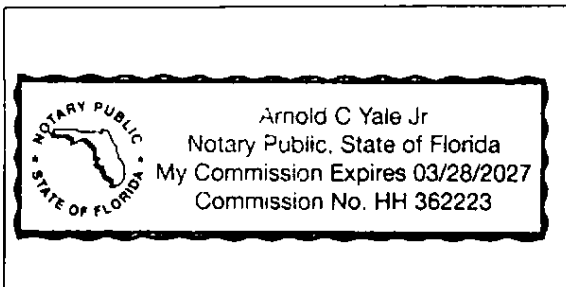 NOTARY PUBLIC
STATE OF FLORIDA
Arnold C Yale Jr
Notary Public, State of Florida
My Commission Expires 03/28/2027
Commission No. HH 362223